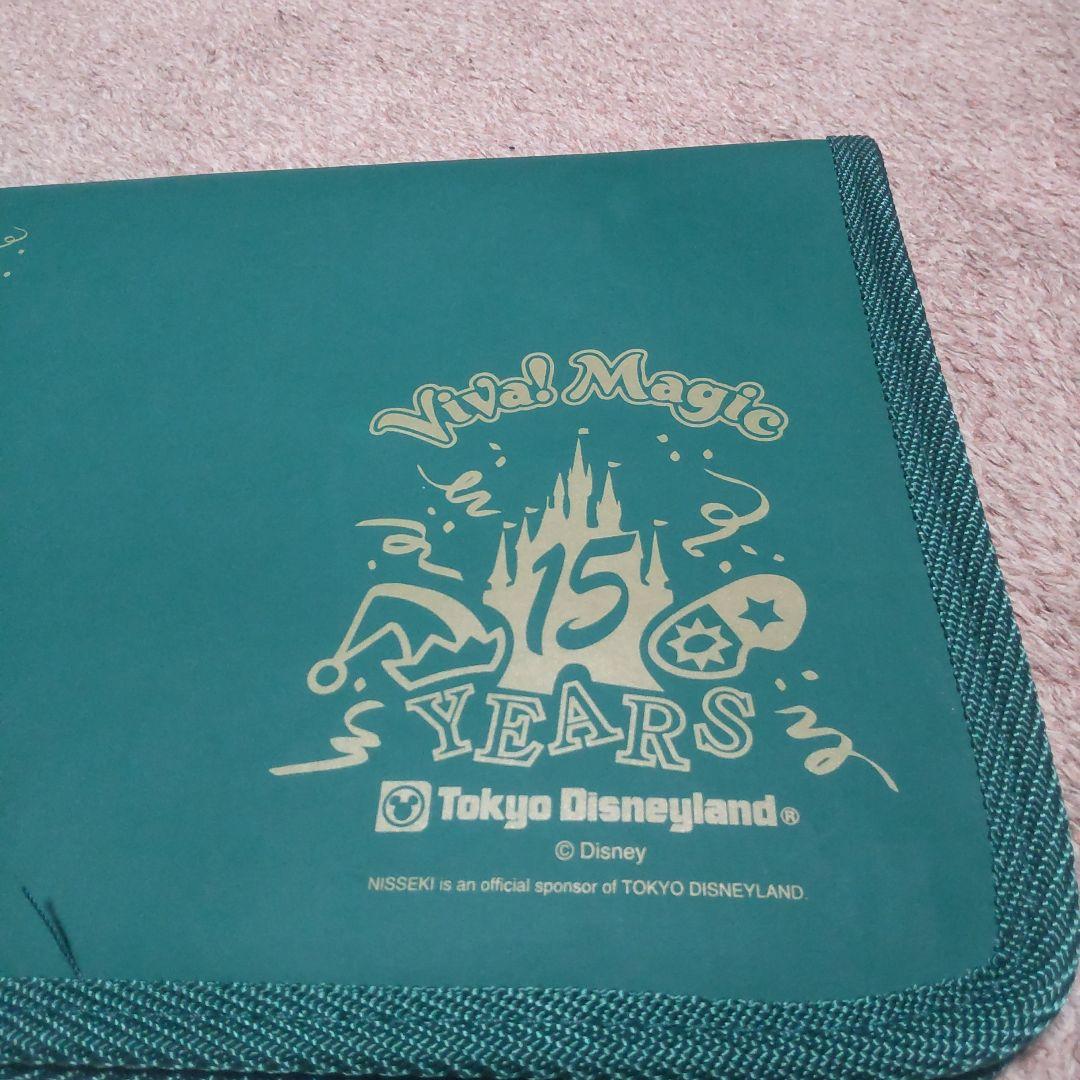 Viva! Magic
15
YEARS
Tokyo Disneyland®
© Disney
NISSEKI is an official sponsor of TOKYO DISNEYLAND.